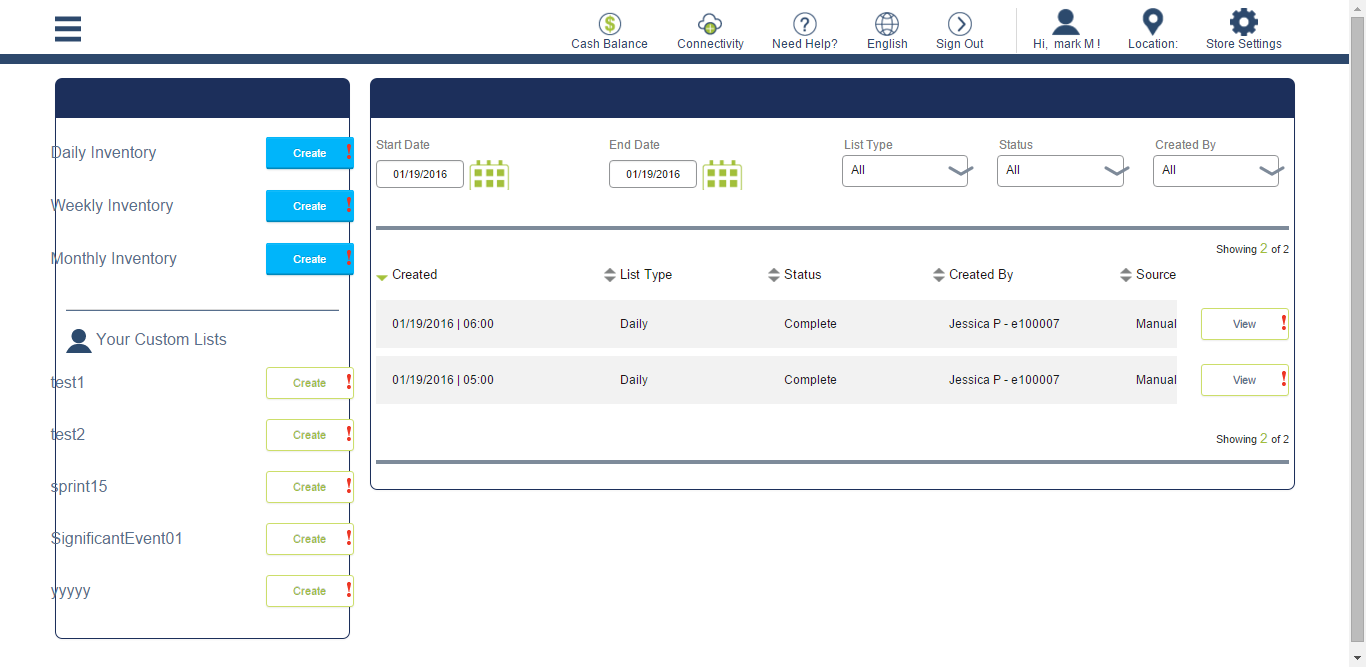 Cash Balance
Connectivity
Need Help?
English
Sign Out
Hi, mark M !
Location:
Store Settings
Daily Inventory
Create !
Weekly Inventory
Create !
Monthly Inventory
Create !
Your Custom Lists
test1
Create !
test2
Create !
sprint15
Create !
SignificantEvent01
Create !
yyyyy
Create !
Start Date
01/19/2016
End Date
01/19/2016
List Type
All
Status
All
Created By
All
Showing 2 of 2
Created List Type Status Created By Source
01/19/2016 | 06:00 Daily Complete Jessica P - e100007 Manual View !
01/19/2016 | 05:00 Daily Complete Jessica P - e100007 Manual View !
Showing 2 of 2